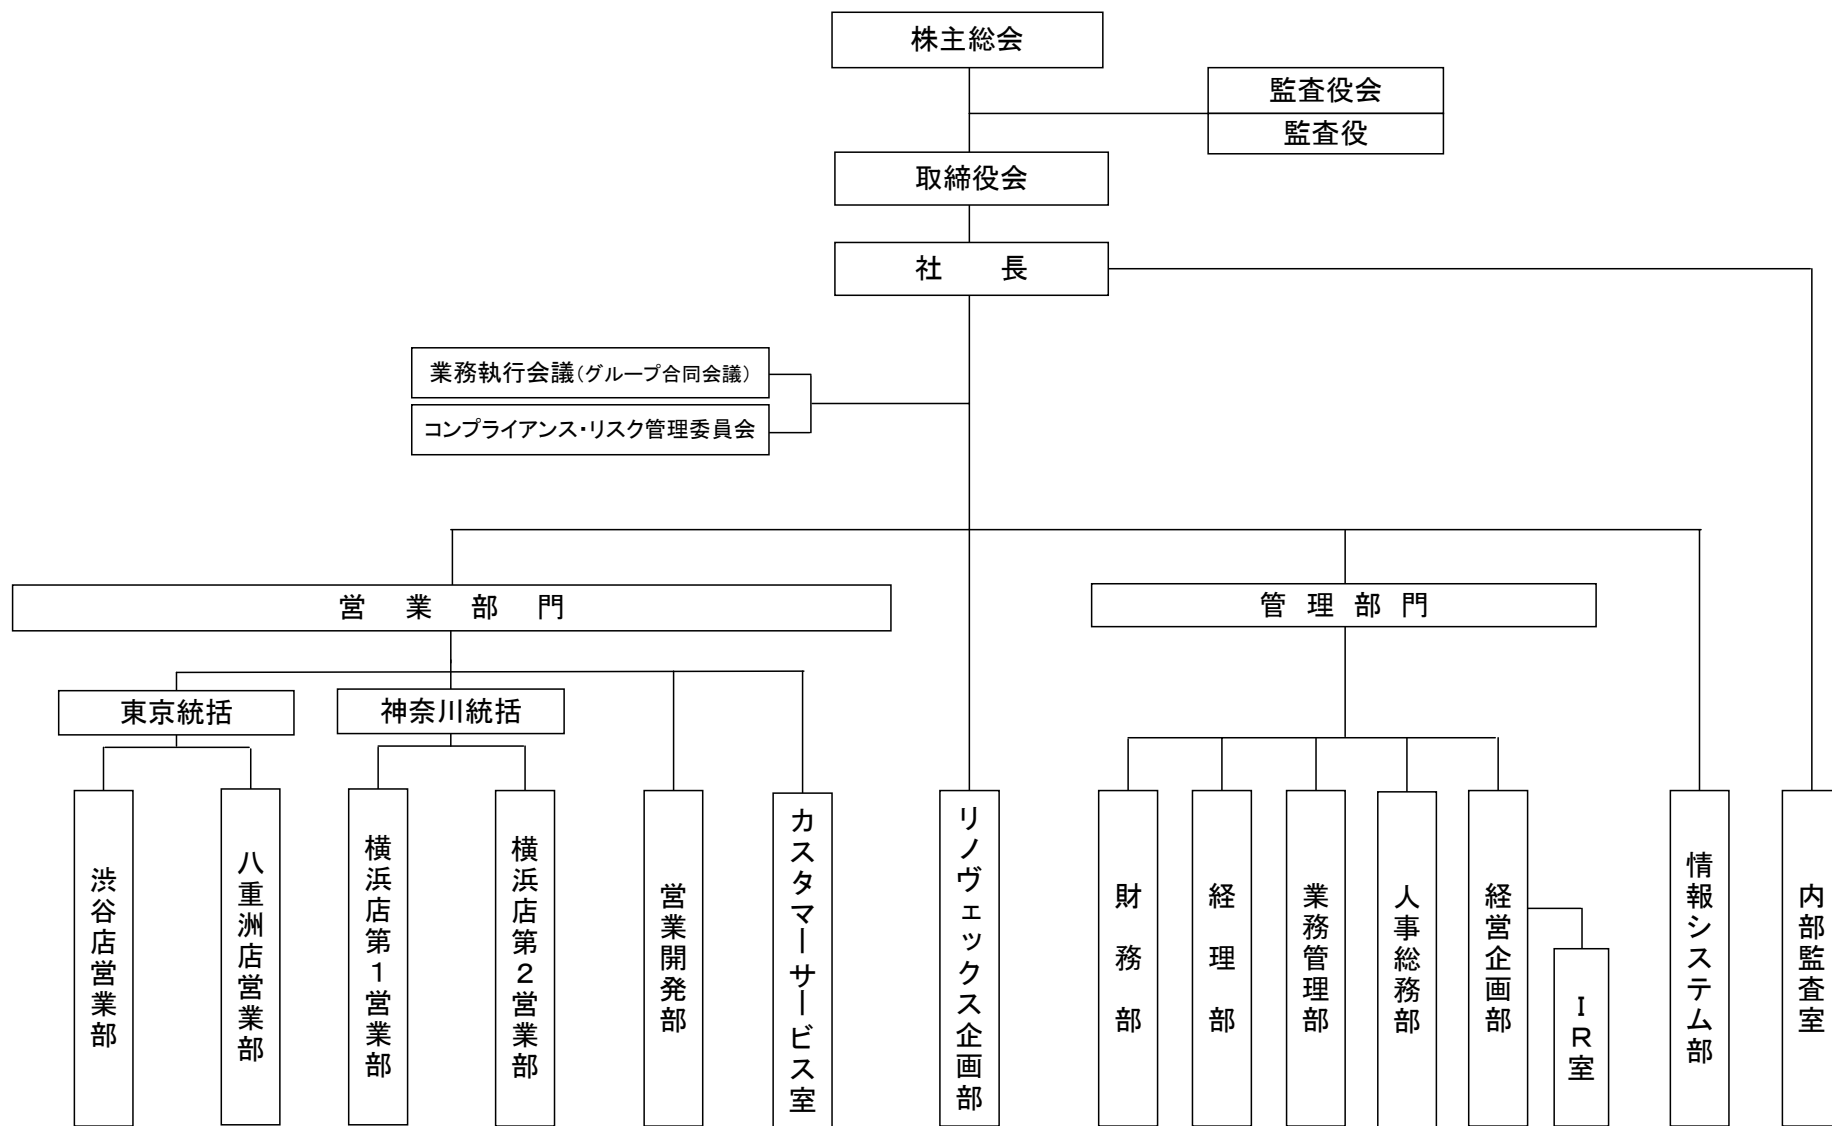 株主総会
監査役会
監査役
取締役会
社　長
業務執行会議(グループ合同会議)
コンプライアンス・リスク管理委員会
営業部門
管理部門
東京統括
神奈川統括
渋谷店営業部
八重洲店営業部
横浜店第1営業部
横浜店第2営業部
営業開発部
カスタマーサービス室
リノヴェックス企画部
財務部
経理部
業務管理部
人事総務部
経営企画部
IR室
情報システム部
内部監査室